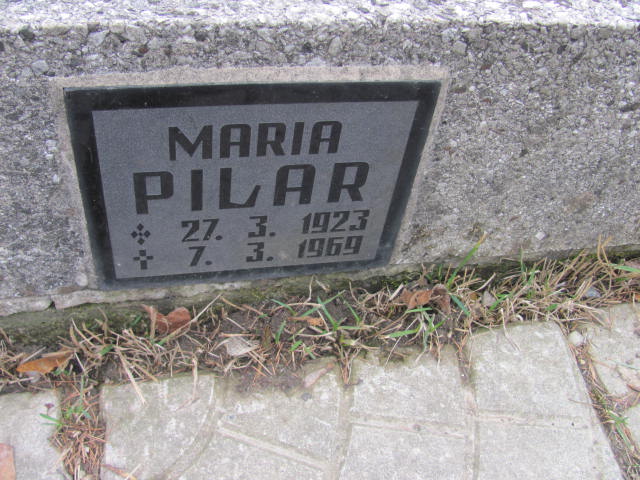 MARIA
PILAR
27. 3. 1923
✝ 7. 3. 1969